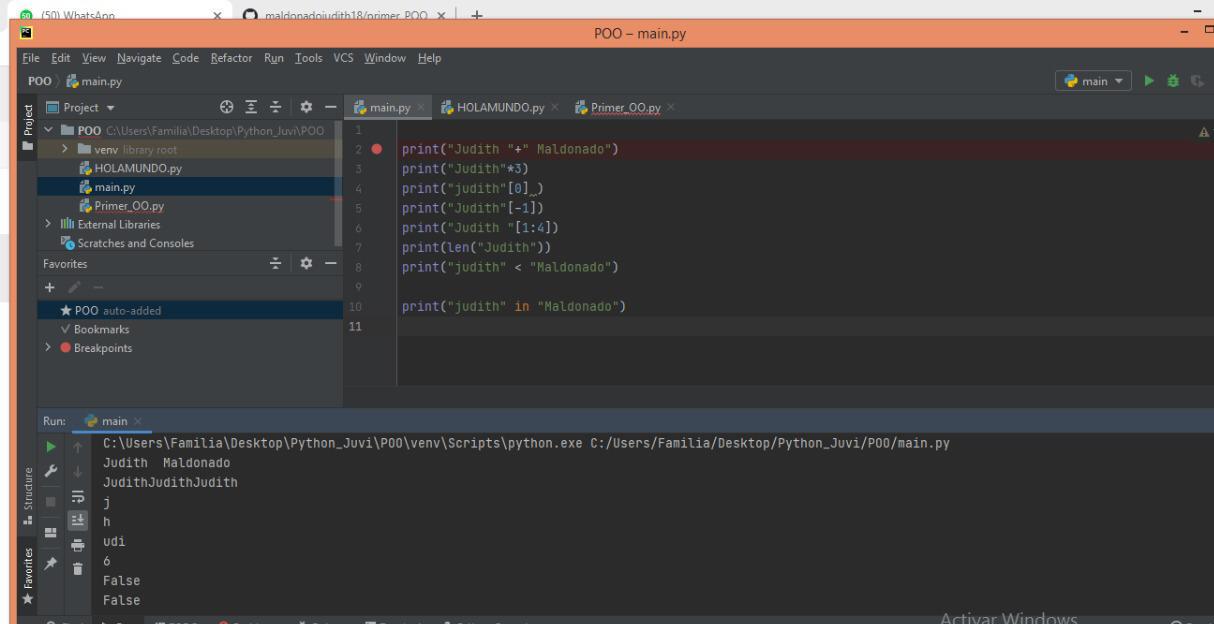 (50) WhatsApp
maldonadojudith18/primer_POO
POO – main.py
File Edit View Navigate Code Refactor Run Tools VCS Window Help
POO main.py
main
Project
Project
main.py HOLAMUNDO.py Primer_OO.py
POO C:\Users\Familia\Desktop\Python_Juvi\POO
venv library root
HOLAMUNDO.py
main.py
Primer_OO.py
External Libraries
Scratches and Consoles
Favorites
POO auto-added
Bookmarks
Breakpoints
1
2 print("Judith "+" Maldonado")
3 print("Judith"*3)
4 print("judith"[0] )
5 print("Judith"[-1])
6 print("Judith "[1:4])
7 print(len("Judith"))
8 print("judith" < "Maldonado")
9
10 print("judith" in "Maldonado")
11
Run: main
C:\Users\Familia\Desktop\Python_Juvi\POO\venv\Scripts\python.exe C:/Users/Familia/Desktop/Python_Juvi/POO/main.py
Judith  Maldonado
JudithJudithJudith
j
h
udi
6
False
False
Structure
Favorites
Activar Windows